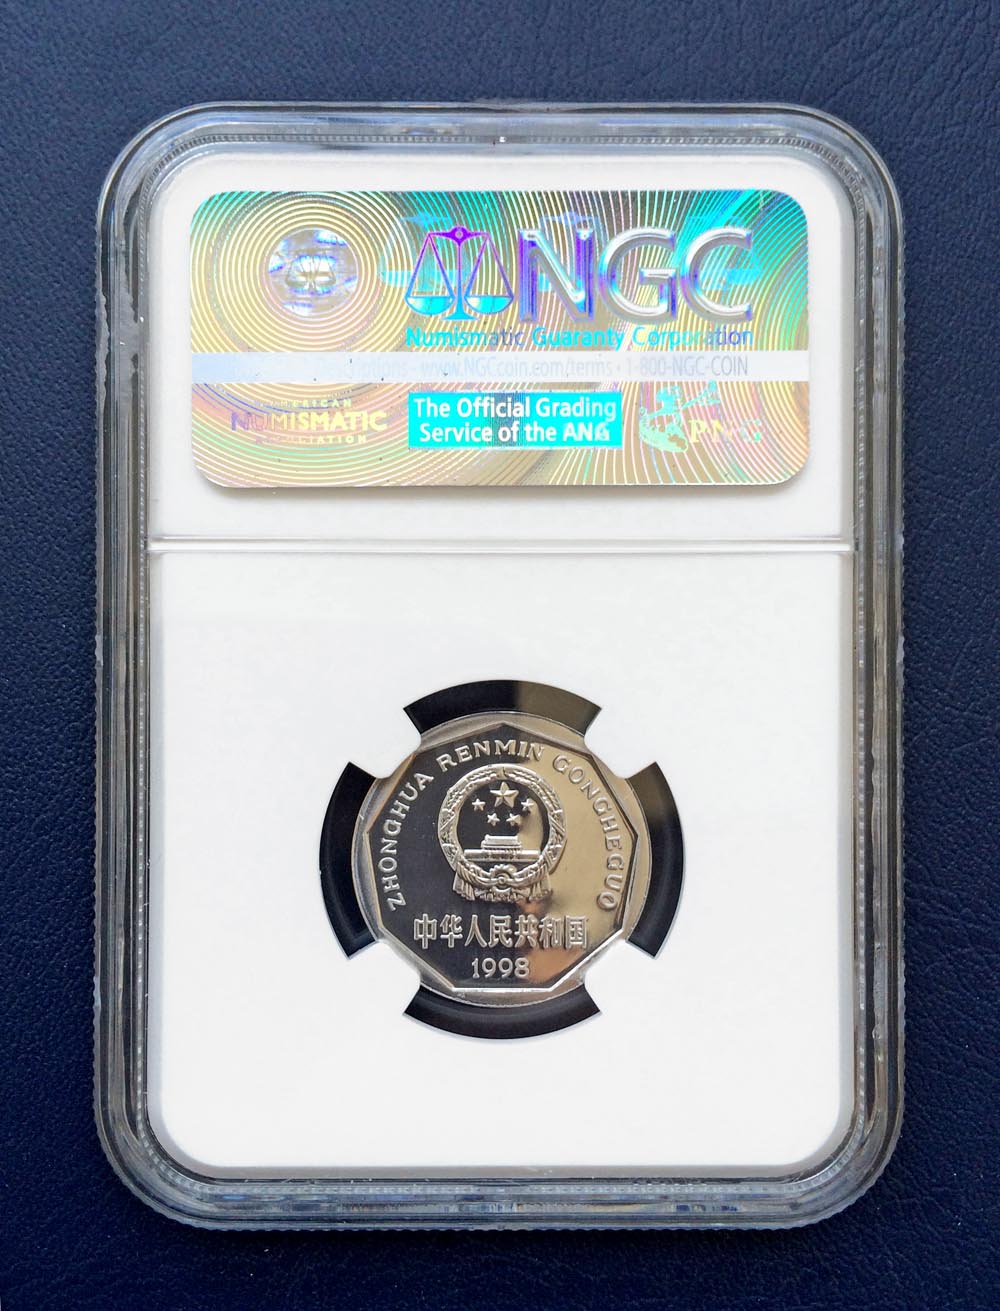 NGC
Numismatic Guaranty Corporation
www.NGCcoin.com/terms • 1-800-NGC-COIN
NUMISMATIC
The Official Grading
Service of the ANA
PNG
ZHONGHUA RENMIN GONGHEGUO
中华人民共和国
1998